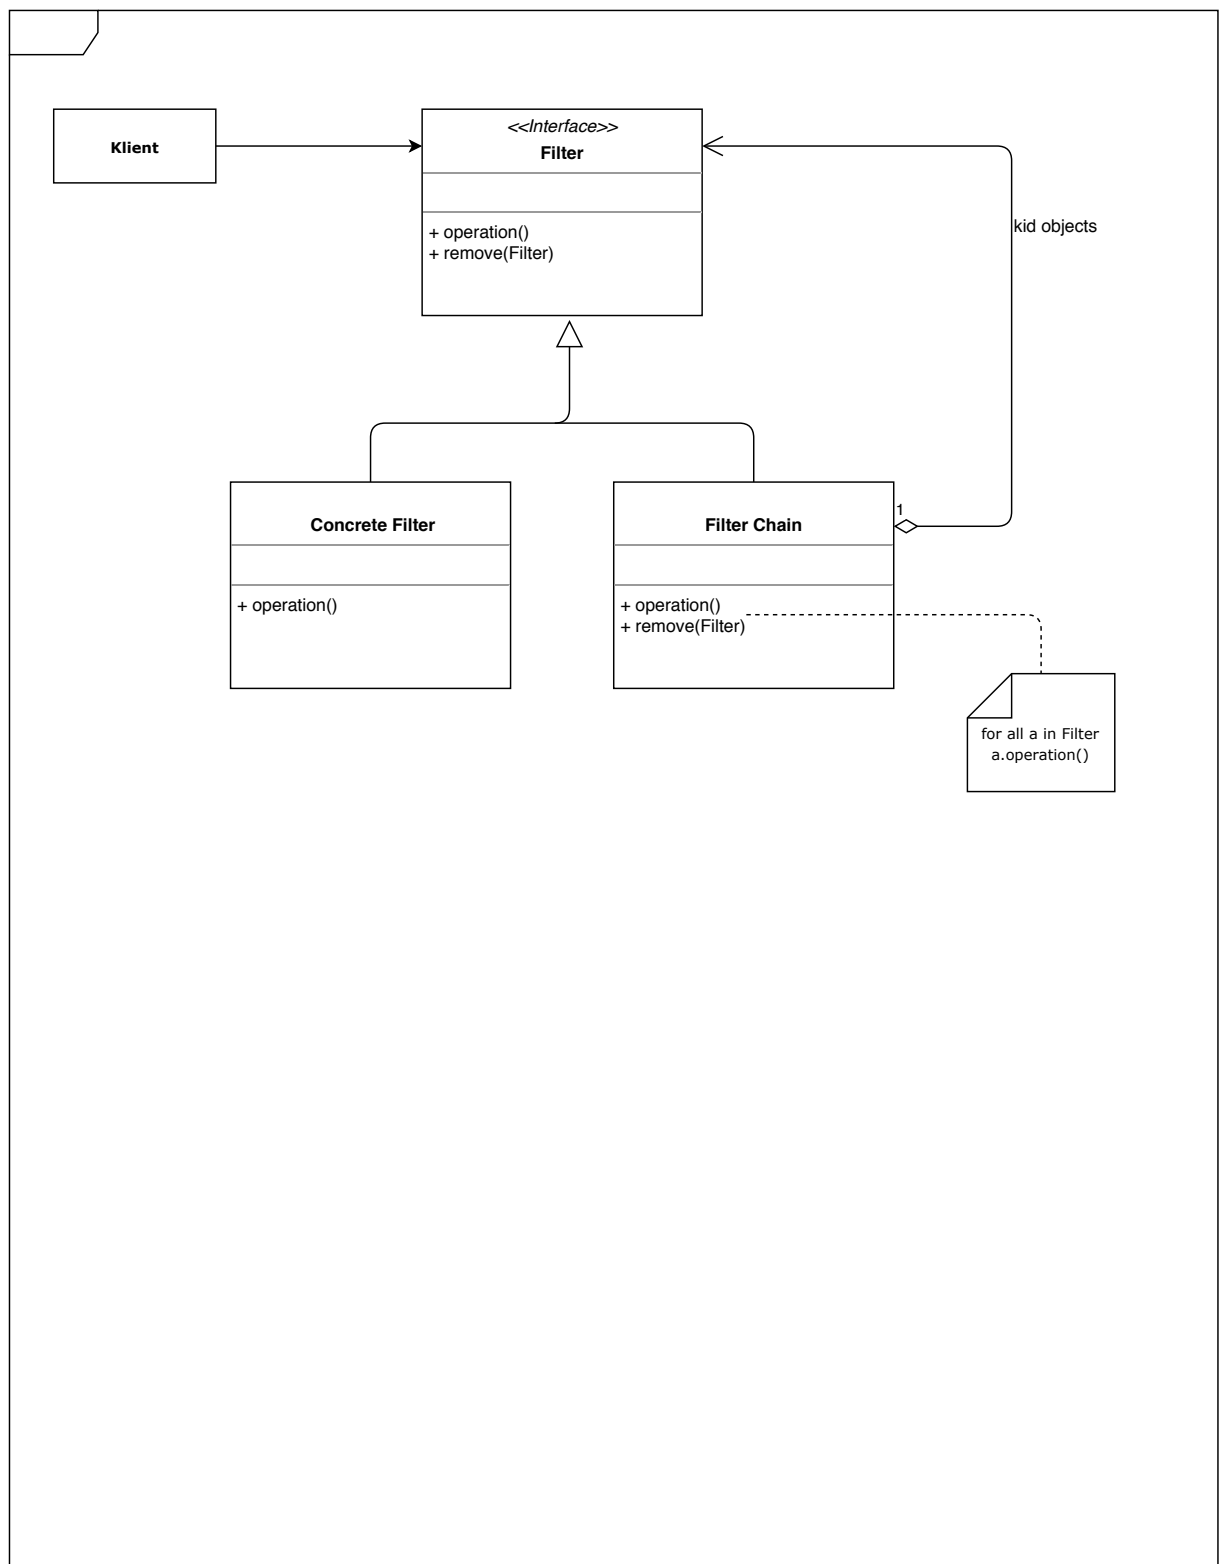 Klient
<<Interface>>
Filter
+ operation()
+ remove(Filter)
kid objects
Concrete Filter
+ operation()
Filter Chain
1
+ operation()
+ remove(Filter)
for all a in Filter
a.operation()